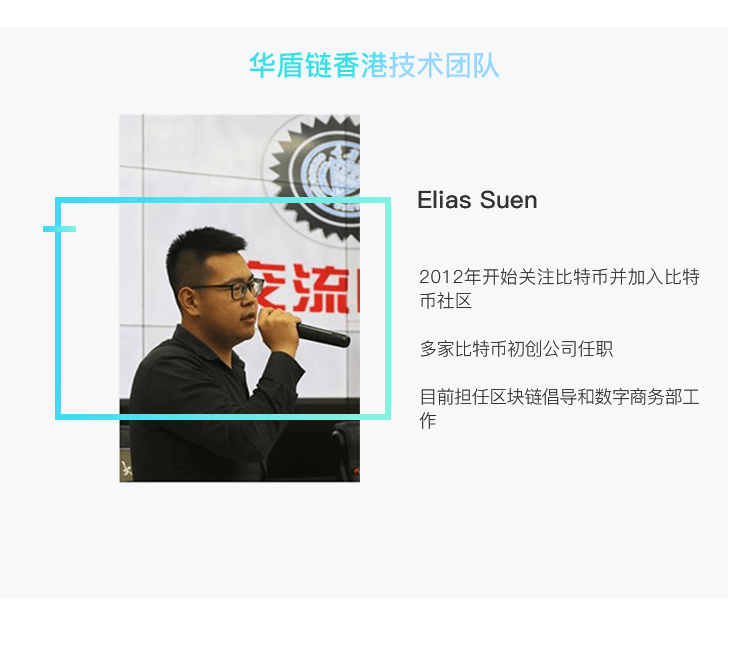 华盾链香港技术团队
Elias Suen
交流
2012年开始关注比特币并加入比特
币社区
多家比特币初创公司任职
目前担任区块链倡导和数字商务部工
作